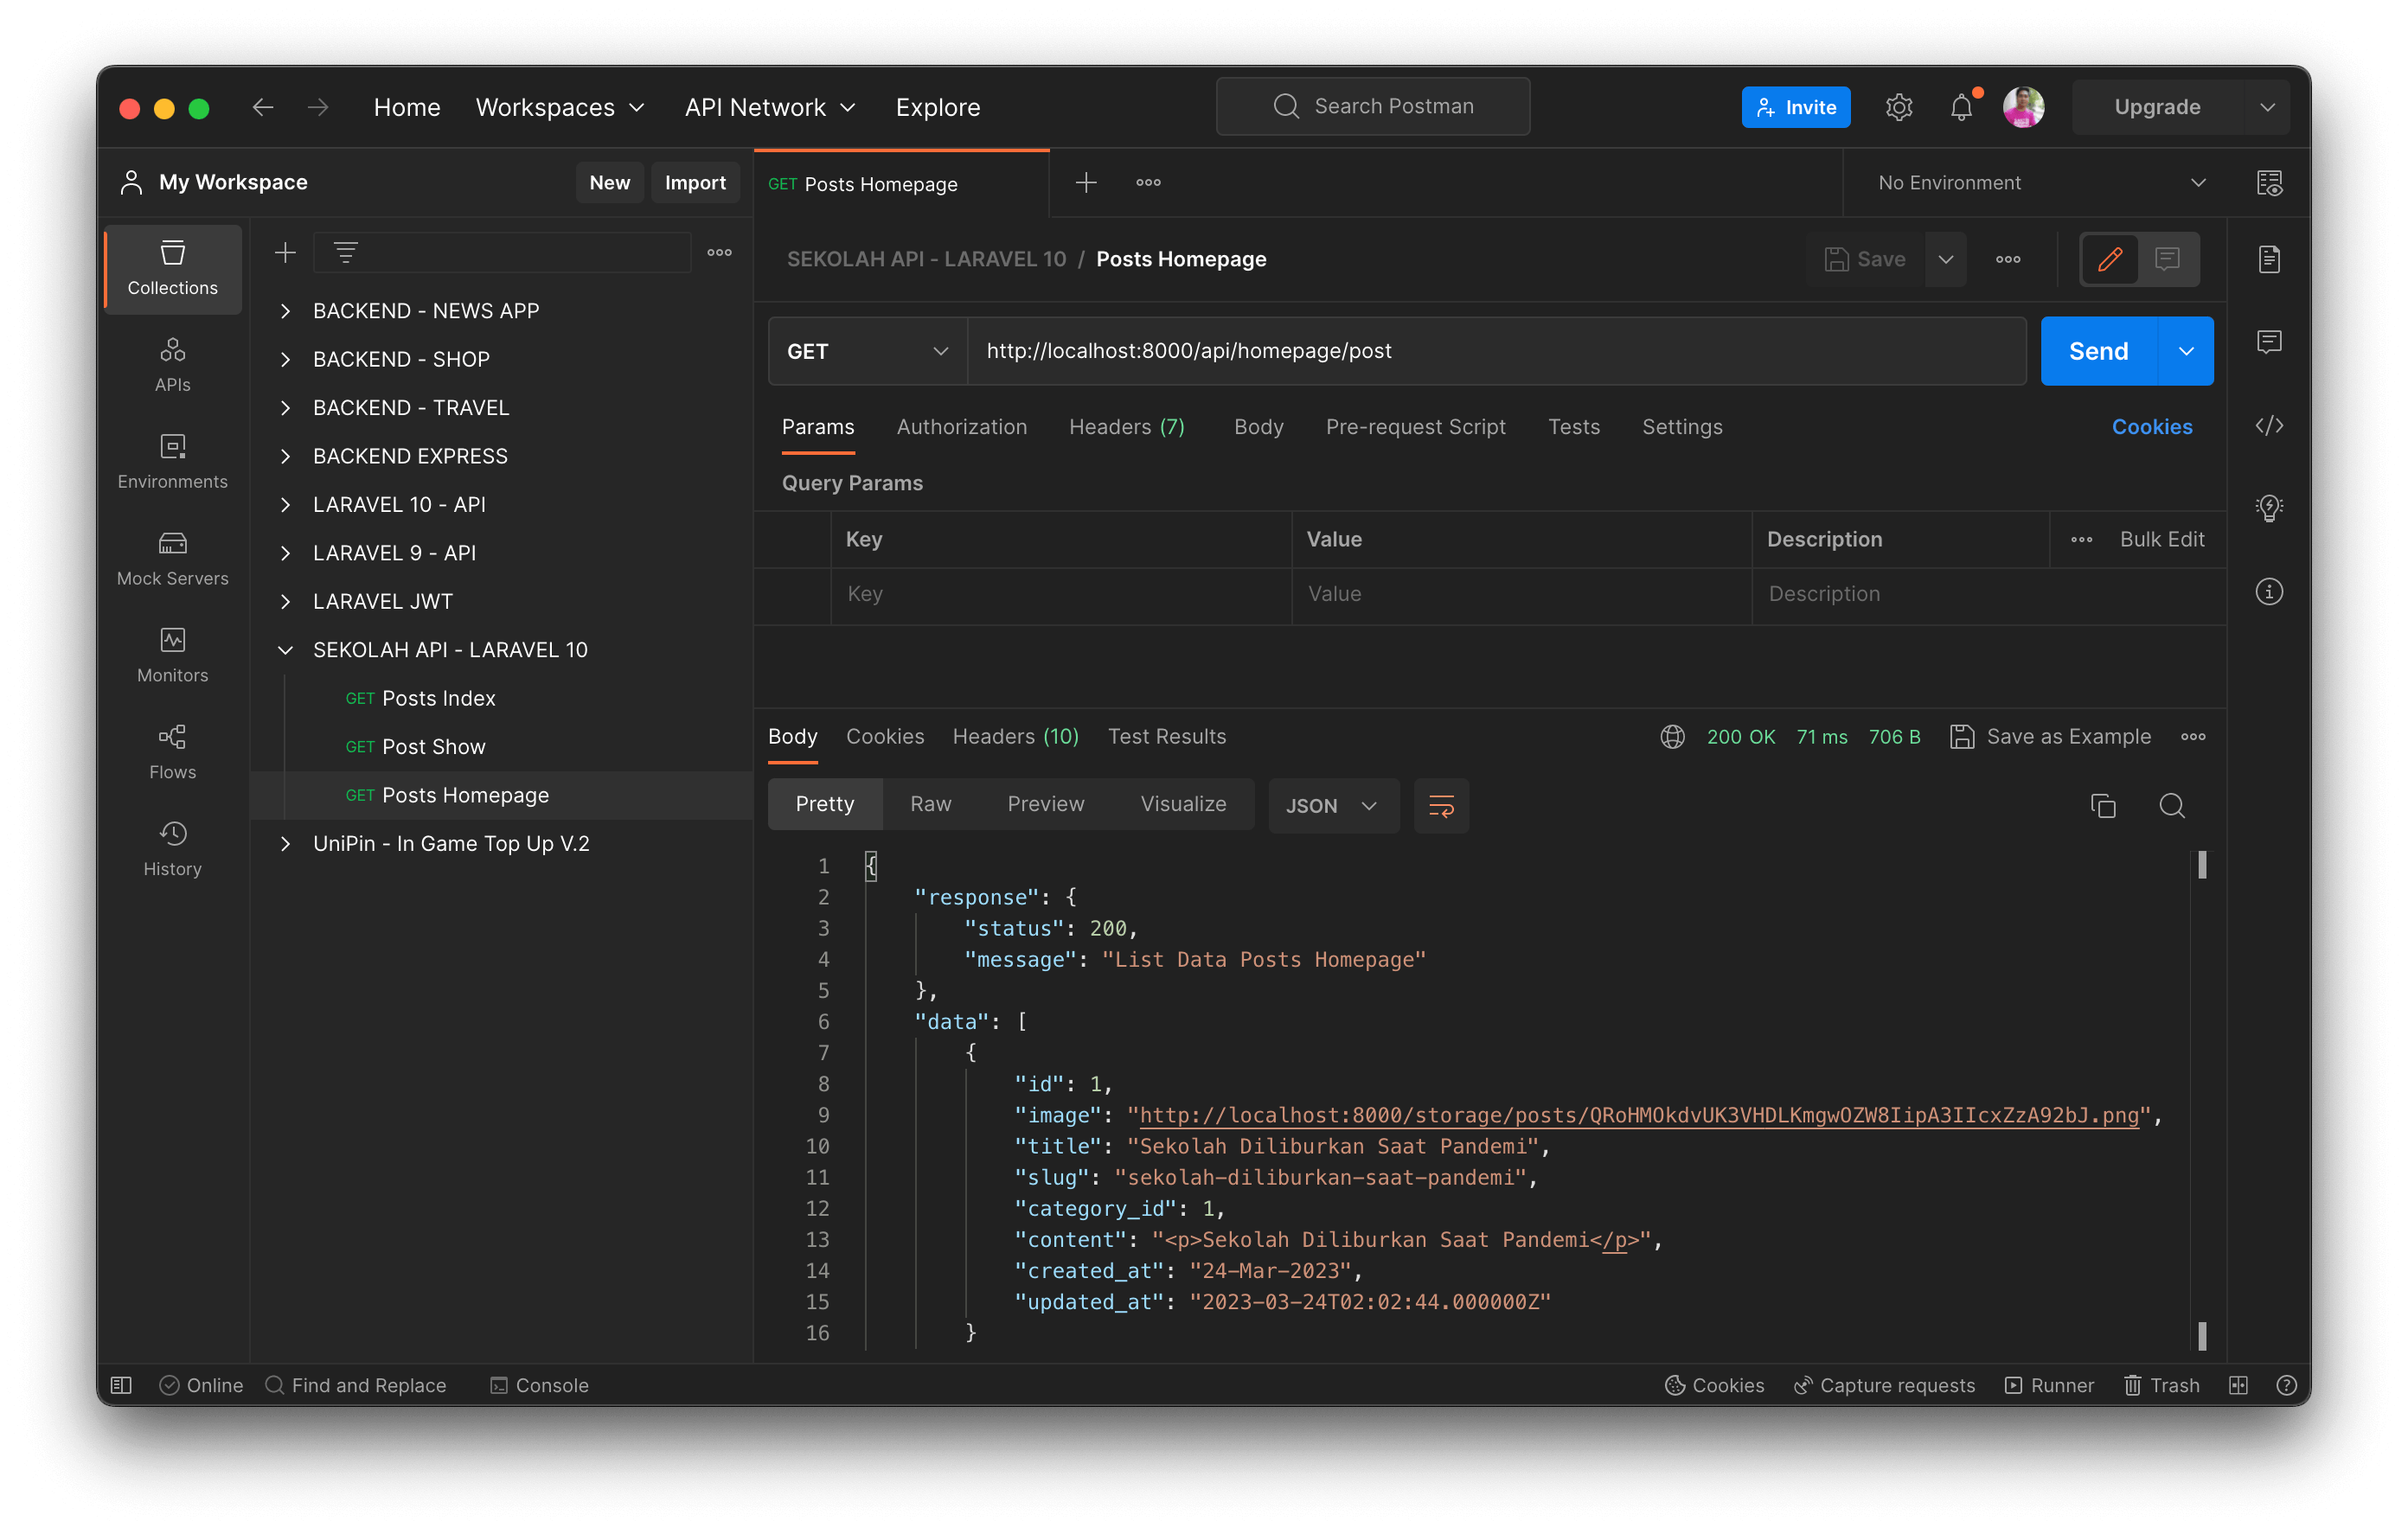 Home Workspaces API Network Explore Search Postman Invite Upgrade
My Workspace New Import
GET Posts Homepage No Environment
Collections
APIs
Environments
Mock Servers
Monitors
Flows
History
BACKEND - NEWS APP
BACKEND - SHOP
BACKEND - TRAVEL
BACKEND EXPRESS
LARAVEL 10 - API
LARAVEL 9 - API
LARAVEL JWT
SEKOLAH API - LARAVEL 10
GET Posts Index
GET Post Show
GET Posts Homepage
UniPin - In Game Top Up V.2
SEKOLAH API - LARAVEL 10 / Posts Homepage Save
GET http://localhost:8000/api/homepage/post Send
Params Authorization Headers (7) Body Pre-request Script Tests Settings Cookies
Query Params
Key Value Description Bulk Edit
Key Value Description
Body Cookies Headers (10) Test Results 200 OK 71 ms 706 B Save as Example
Pretty Raw Preview Visualize JSON
1 {
2 "response": {
3 "status": 200,
4 "message": "List Data Posts Homepage"
5 },
6 "data": [
7 {
8 "id": 1,
9 "image": "http://localhost:8000/storage/posts/QRoHMOkdvUK3VHDLKmgwOZW8IipA3IIcxZzA92bJ.png",
10 "title": "Sekolah Diliburkan Saat Pandemi",
11 "slug": "sekolah-diliburkan-saat-pandemi",
12 "category_id": 1,
13 "content": "<p>Sekolah Diliburkan Saat Pandemi</p>",
14 "created_at": "24-Mar-2023",
15 "updated_at": "2023-03-24T02:02:44.000000Z"
16 }
Online Find and Replace Console Cookies Capture requests Runner Trash